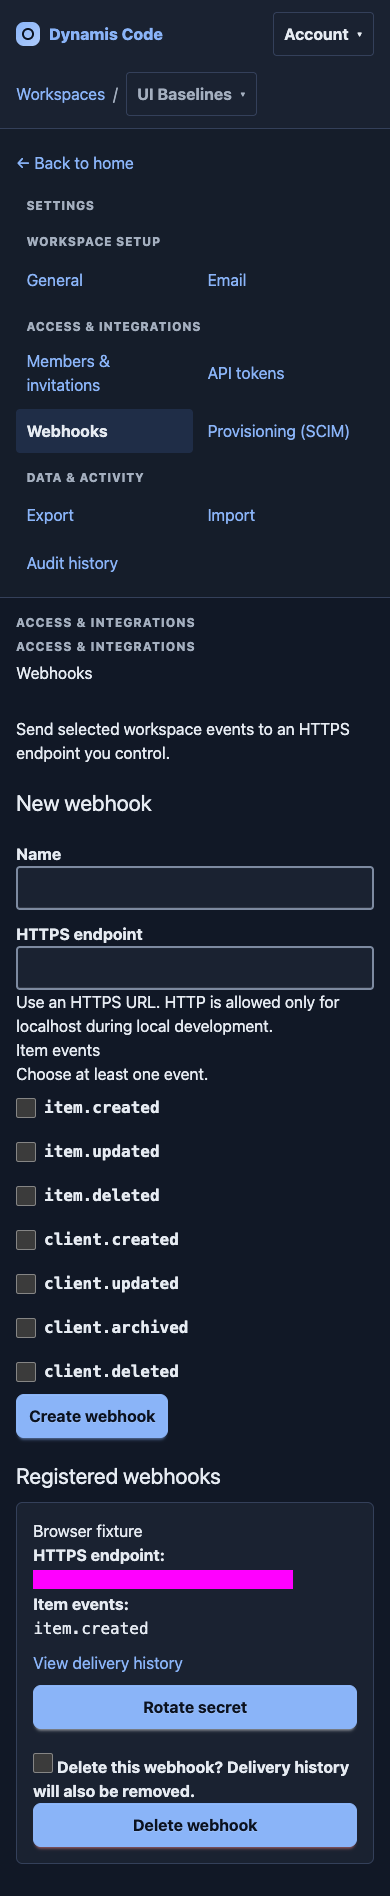 Dynamis Code
Account ▾
Workspaces / UI Baselines ▾
← Back to home
SETTINGS
WORKSPACE SETUP
General
Email
ACCESS & INTEGRATIONS
Members &
invitations
API tokens
Webhooks
Provisioning (SCIM)
DATA & ACTIVITY
Export
Import
Audit history
ACCESS & INTEGRATIONS
ACCESS & INTEGRATIONS
Webhooks
Send selected workspace events to an HTTPS
endpoint you control.
New webhook
Name
HTTPS endpoint
Use an HTTPS URL. HTTP is allowed only for
localhost during local development.
Item events
Choose at least one event.
item.created
item.updated
item.deleted
client.created
client.updated
client.archived
client.deleted
Create webhook
Registered webhooks
Browser fixture
HTTPS endpoint:
Item events:
item.created
View delivery history
Rotate secret
Delete this webhook? Delivery history
will also be removed.
Delete webhook